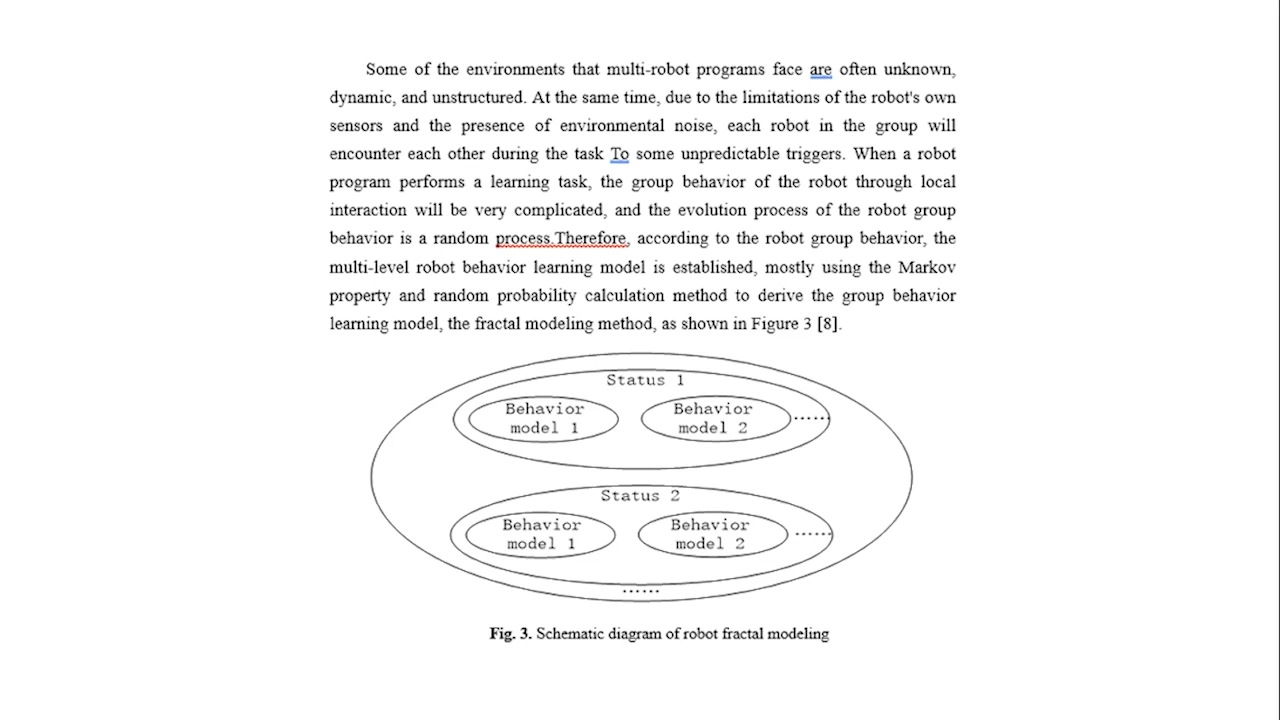 Some of the environments that multi-robot programs face are often unknown,
dynamic, and unstructured. At the same time, due to the limitations of the robot's own
sensors and the presence of environmental noise, each robot in the group will
encounter each other during the task To some unpredictable triggers. When a robot
program performs a learning task, the group behavior of the robot through local
interaction will be very complicated, and the evolution process of the robot group
behavior is a random process.Therefore, according to the robot group behavior, the
multi-level robot behavior learning model is established, mostly using the Markov
property and random probability calculation method to derive the group behavior
learning model, the fractal modeling method, as shown in Figure 3 [8].
Status 1
Behavior
model 1
Behavior
model 2
......
Status 2
Behavior
model 1
Behavior
model 2
......
......
Fig. 3. Schematic diagram of robot fractal modeling